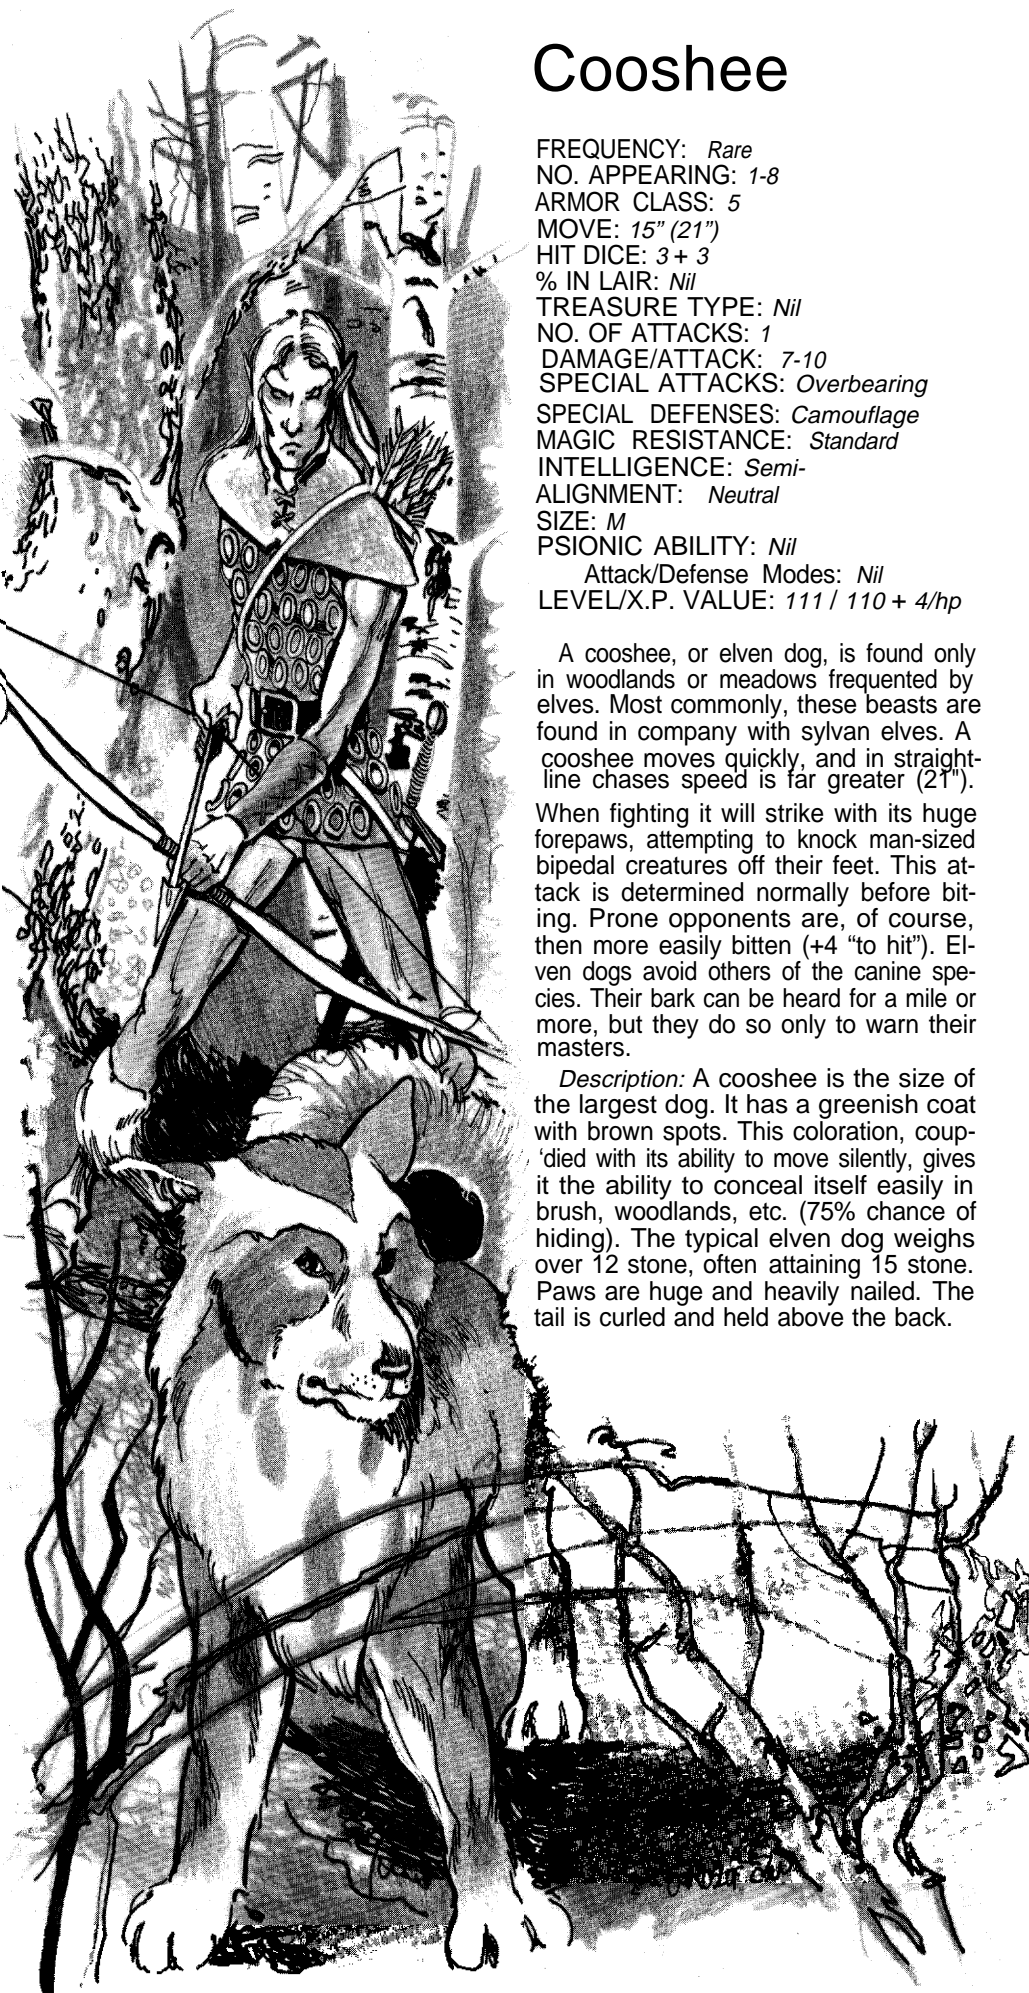 Cooshee
FREQUENCY: Rare
NO. APPEARING: 1-8
ARMOR CLASS: 5
MOVE: 15” (21”)
HIT DICE: 3 + 3
% IN LAIR: Nil
TREASURE TYPE: Nil
NO. OF ATTACKS: 1
DAMAGE/ATTACK: 7-10
SPECIAL ATTACKS: Overbearing
SPECIAL DEFENSES: Camouflage
MAGIC RESISTANCE: Standard
INTELLIGENCE: Semi-
ALIGNMENT: Neutral
SIZE: M
PSIONIC ABILITY: Nil
Attack/Defense Modes: Nil
LEVEL/X.P. VALUE: 111 / 110 + 4/hp
A cooshee, or elven dog, is found only
in woodlands or meadows frequented by
elves. Most commonly, these beasts are
found in company with sylvan elves. A
cooshee moves quickly, and in straight-
line chases speed is far greater (21").
When fighting it will strike with its huge
forepaws, attempting to knock man-sized
bipedal creatures off their feet. This at-
tack is determined normally before bit-
ing. Prone opponents are, of course,
then more easily bitten (+4 “to hit”). El-
ven dogs avoid others of the canine spe-
cies. Their bark can be heard for a mile or
more, but they do so only to warn their
masters.
Description: A cooshee is the size of
the largest dog. It has a greenish coat
with brown spots. This coloration, coup-
‘died with its ability to move silently, gives
it the ability to conceal itself easily in
brush, woodlands, etc. (75% chance of
hiding). The typical elven dog weighs
over 12 stone, often attaining 15 stone.
Paws are huge and heavily nailed. The
tail is curled and held above the back.